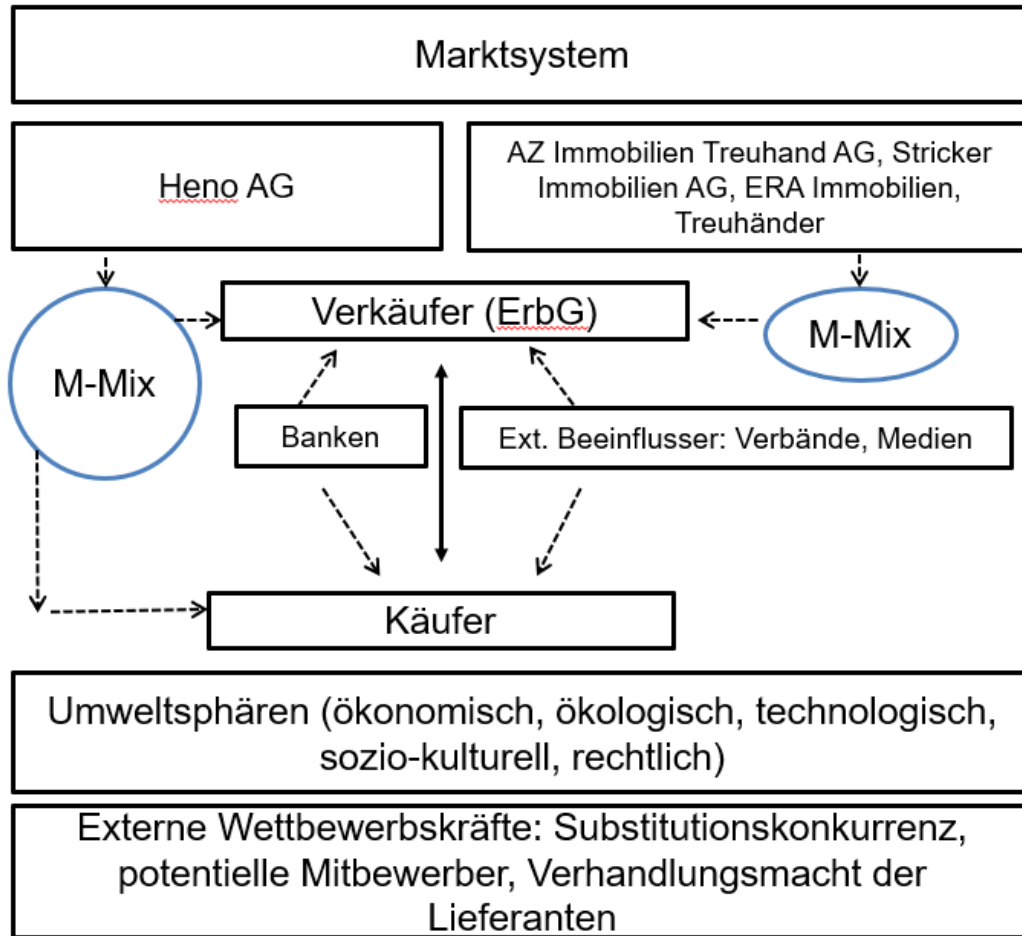 Marktsystem
Heno AG
AZ Immobilien Treuhand AG, Stricker
Immobilien AG, ERA Immobilien,
Treuhänder
Verkäufer (ErbG)
M-Mix
M-Mix
Banken
Ext. Beeinflusser: Verbände, Medien
Käufer
Umweltsphären (ökonomisch, ökologisch, technologisch,
sozio-kulturell, rechtlich)
Externe Wettbewerbskräfte: Substitutionskonkurrenz,
potentielle Mitbewerber, Verhandlungsmacht der
Lieferanten